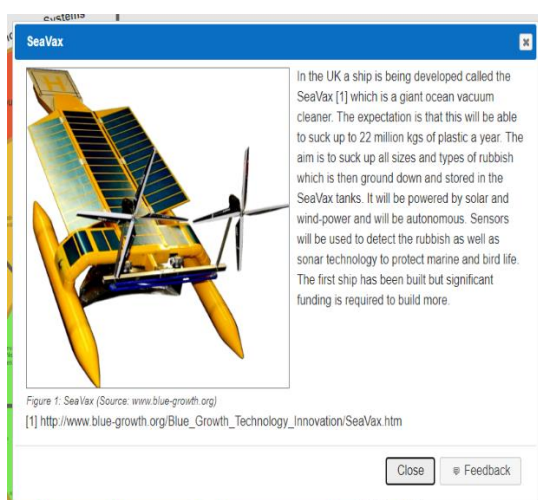 Systems
SeaVax
In the UK a ship is being developed called the
SeaVax [1] which is a giant ocean vacuum
cleaner. The expectation is that this will be able
to suck up to 22 million kgs of plastic a year. The
aim is to suck up all sizes and types of rubbish
which is then ground down and stored in the
SeaVax tanks. It will be powered by solar and
wind-power and will be autonomous. Sensors
will be used to detect the rubbish as well as
sonar technology to protect marine and bird life.
The first ship has been built but significant
funding is required to build more.
H
Figure 1: SeaVax (Source: www.blue-growth.org)
[1] http://www.blue-growth.org/Blue_Growth_Technology_Innovation/SeaVax.htm
Close
Feedback